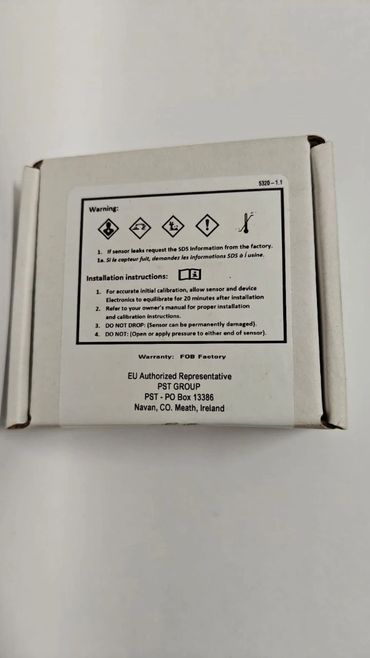 5320 – 1.1
Warning:
1. If sensor leaks request the SDS information from the factory.
1a. Si le capteur fuit, demandez les informations SDS à l usine.
Installation instructions:
1. For accurate initial calibration, allow sensor and device
Electronics to equilibrate for 20 minutes after installation
2. Refer to your owner's manual for proper installation
and calibration instructions.
3. DO NOT DROP: (Sensor can be permanently damaged).
4. DO NOT: (Open or apply pressure to either end of sensor).
Warranty: FOB Factory
EU Authorized Representative
PST GROUP
PST - PO Box 13386
Navan, CO. Meath, Ireland